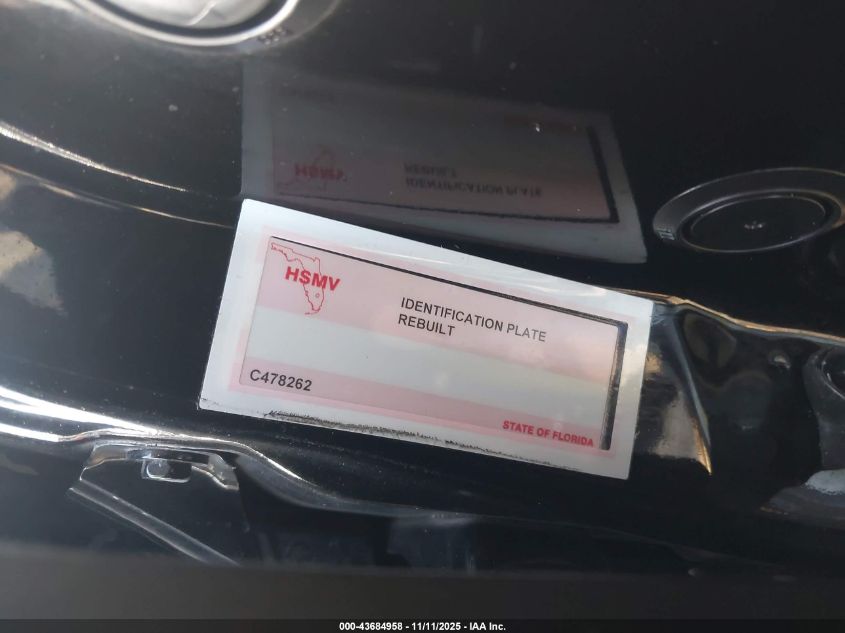 HSMV
IDENTIFICATION PLATE
REBUILT
C478262
STATE OF FLORIDA
000-43684958 - 11/11/2025 - IAA Inc.